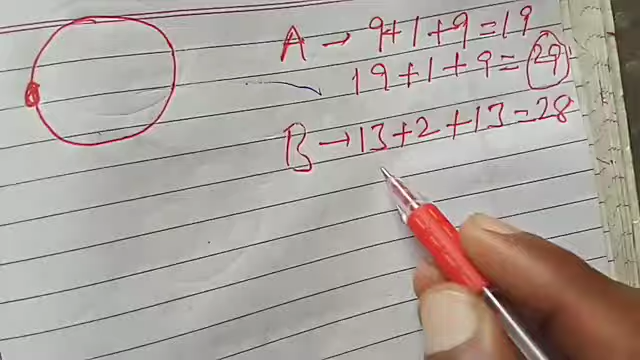 A → 9+1+9=19
19+1+9=29
B → 13+2+13=28